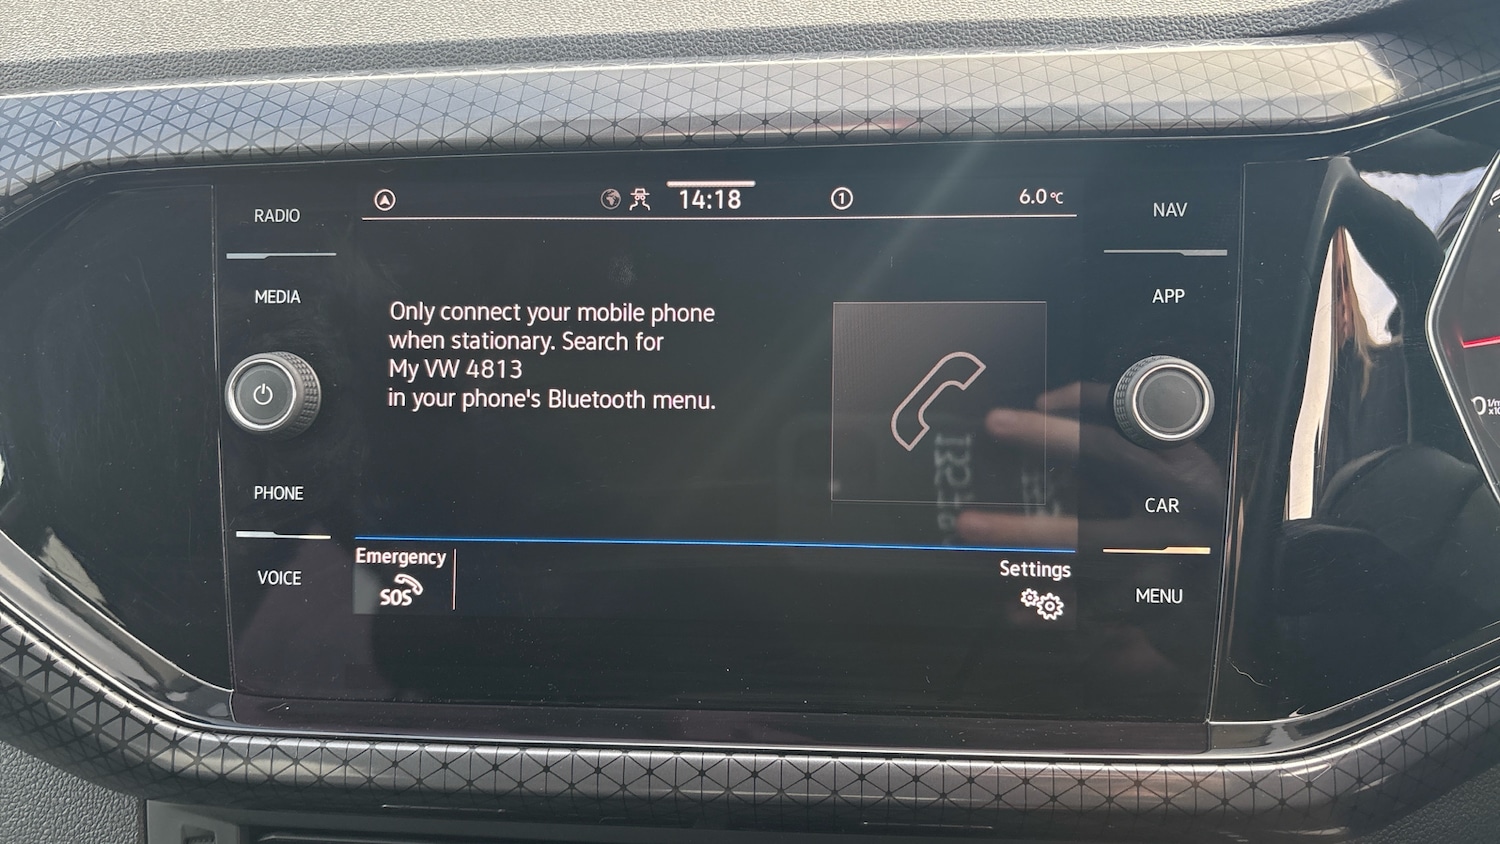 RADIO
14:18
1
6.0 °C
NAV
MEDIA
APP
Only connect your mobile phone
when stationary. Search for
My VW 4813
in your phone's Bluetooth menu.
PHONE
CAR
Emergency
SOS
Settings
VOICE
MENU